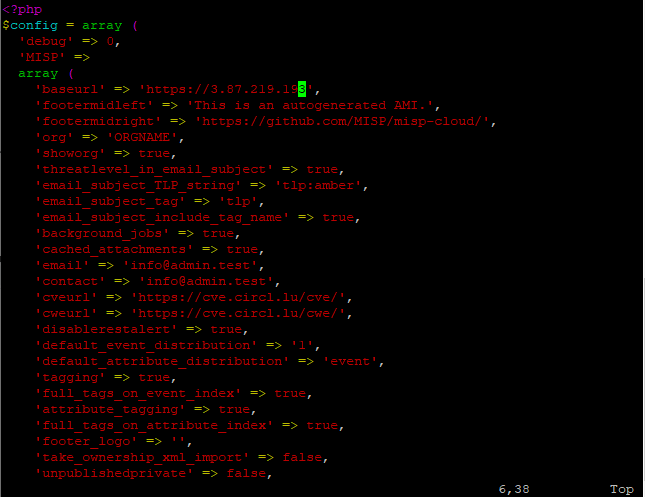 <?php
$config = array (
  'debug' => 0,
  'MISP' =>
  array (
    'baseurl' => 'https://3.87.219.193',
    'footermidleft' => 'This is an autogenerated AMI.',
    'footermidright' => 'https://github.com/MISP/misp-cloud/',
    'org' => 'ORGNAME',
    'showorg' => true,
    'threatlevel_in_email_subject' => true,
    'email_subject_TLP_string' => 'tlp:amber',
    'email_subject_tag' => 'tlp',
    'email_subject_include_tag_name' => true,
    'background_jobs' => true,
    'cached_attachments' => true,
    'email' => 'info@admin.test',
    'contact' => 'info@admin.test',
    'cveurl' => 'https://cve.circl.lu/cve/',
    'cweurl' => 'https://cve.circl.lu/cwe/',
    'disablerestalert' => true,
    'default_event_distribution' => '1',
    'default_attribute_distribution' => 'event',
    'tagging' => true,
    'full_tags_on_event_index' => true,
    'attribute_tagging' => true,
    'full_tags_on_attribute_index' => true,
    'footer_logo' => '',
    'take_ownership_xml_import' => false,
    'unpublishedprivate' => false,
6,38 Top